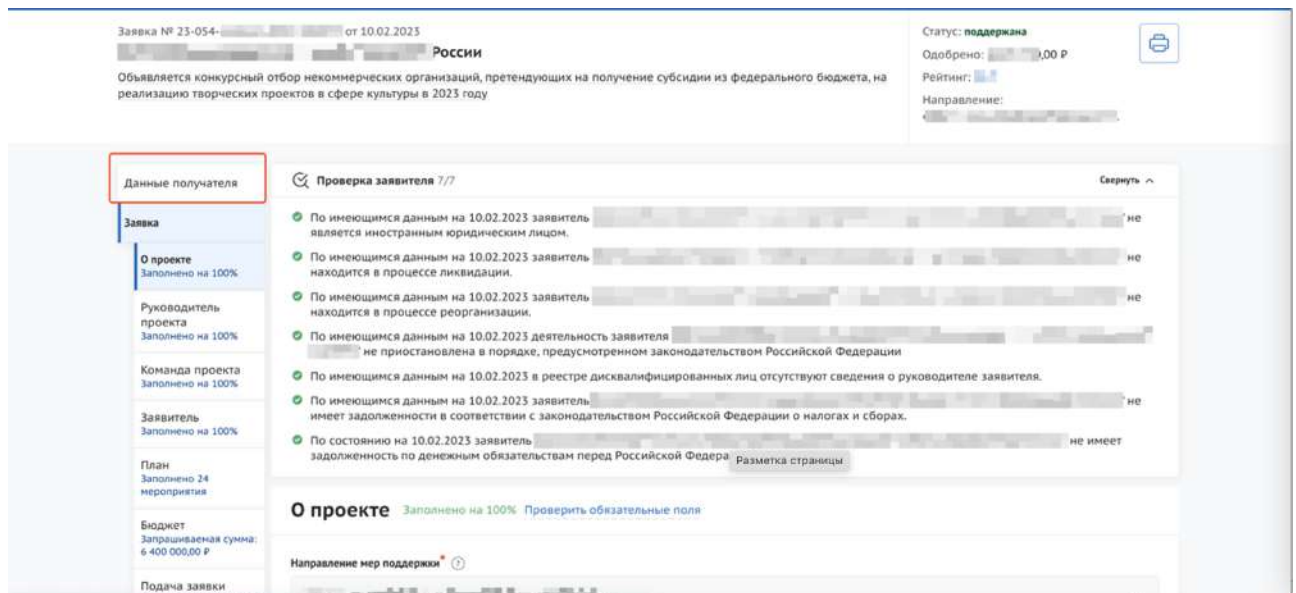 Заявка № 23-054- от 10.02.2023
России
Объявляется конкурсный отбор некоммерческих организаций, претендующих на получение субсидии из федерального бюджета, на
реализацию творческих проектов в сфере культуры в 2023 году
Статус: поддержана
Одобрено: ,00 ₽
Рейтинг:
Направление:
Данные получателя
Заявка
О проекте
Заполнено на 100%
Руководитель
проекта
Заполнено на 100%
Команда проекта
Заполнено на 100%
Заявитель
Заполнено на 100%
План
Заполнено 24
мероприятия
Бюджет
Запрашиваемая сумма:
6 400 000,00 ₽
Подача заявки
Проверка заявителя 7/7
Свернуть
По имеющимся данным на 10.02.2023 заявитель не
является иностранным юридическим лицом.
По имеющимся данным на 10.02.2023 заявитель не
находится в процессе ликвидации.
По имеющимся данным на 10.02.2023 заявитель не
находится в процессе реорганизации.
По имеющимся данным на 10.02.2023 деятельность заявителя
не приостановлена в порядке, предусмотренном законодательством Российской Федерации
По имеющимся данным на 10.02.2023 в реестре дисквалифицированных лиц отсутствуют сведения о руководителе заявителя.
По имеющимся данным на 10.02.2023 заявитель не
имеет задолженности в соответствии с законодательством Российской Федерации о налогах и сборах.
По состоянию на 10.02.2023 заявитель не имеет
задолженность по денежным обязательствам перед Российской Федера
Разметка страницы
О проекте Заполнено на 100% Проверить обязательные поля
Направление мер поддержки* ?